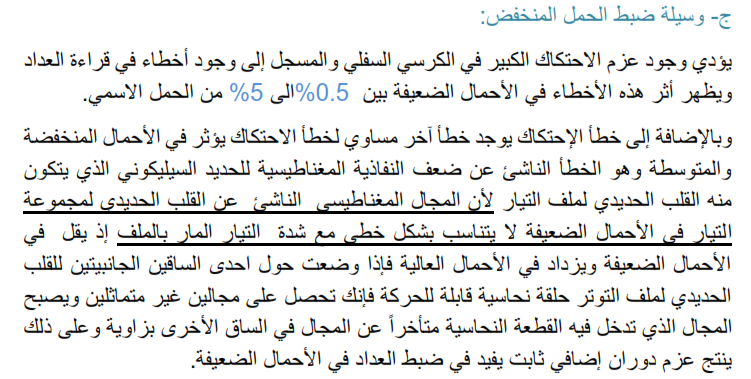 ج- وسيلة ضبط الحمل المنخفض:
يؤدي وجود عزم الاحتكاك الكبير في الكرسي السفلي والمسجل إلى وجود أخطاء في قراءة العداد
ويظهر أثر هذه الأخطاء في الأحمال الضعيفة بين 0.5%الى 5% من الحمل الاسمي.
وبالإضافة إلى خطأ الإحتكاك يوجد خطأ آخر مساوي لخطأ الاحتكاك يؤثر في الأحمال المنخفضة
والمتوسطة وهو الخطأ الناشئ عن ضعف النفاذية المغناطيسية للحديد السيليكوني الذي يتكون
منه القلب الحديدي لملف التيار لأن المجال المغناطيسي الناشئ عن القلب الحديدي لمجموعة
التيار في الأحمال الضعيفة لا يتناسب بشكل خطي مع شدة التيار المار بالملف إذ يقل في
الأحمال الضعيفة ويزداد في الأحمال العالية فإذا وضعت حول احدى الساقين الجانبيتين للقلب
الحديدي لملف التوتر حلقة نحاسية قابلة للحركة فإنك تحصل على مجالين غير متماثلين ويصبح
المجال الذي تدخل فيه القطعة النحاسية متأخراً عن المجال في الساق الأخرى بزاوية وعلى ذلك
ينتج عزم دوران إضافي ثابت يفيد في ضبط العداد في الأحمال الضعيفة.